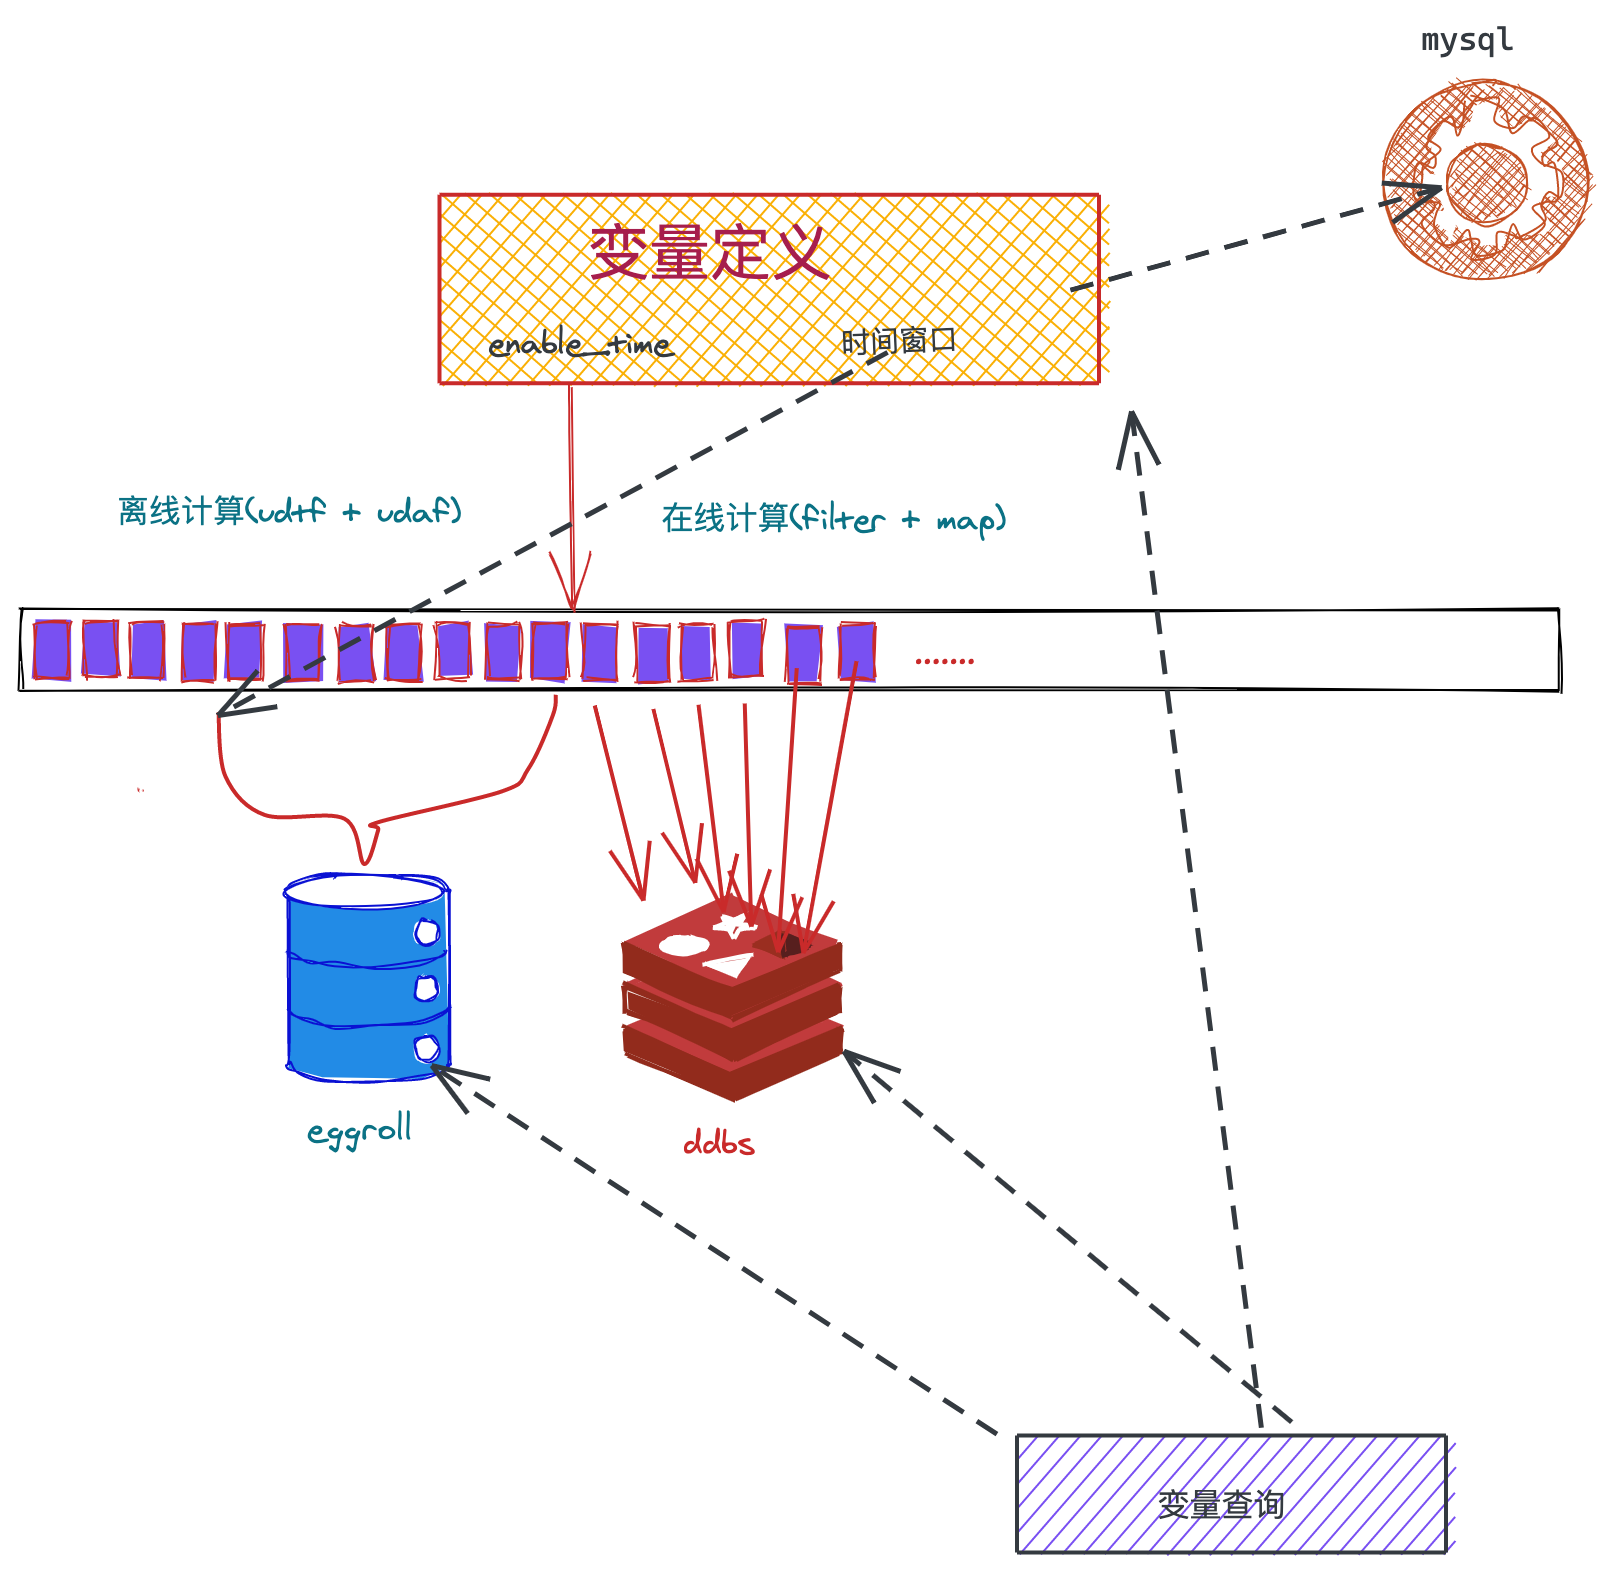 mysql
变量定义
enable_time
时间窗口
离线计算(udtf + udaf)
在线计算(filter + map)
.......
eggroll
ddbs
变量查询